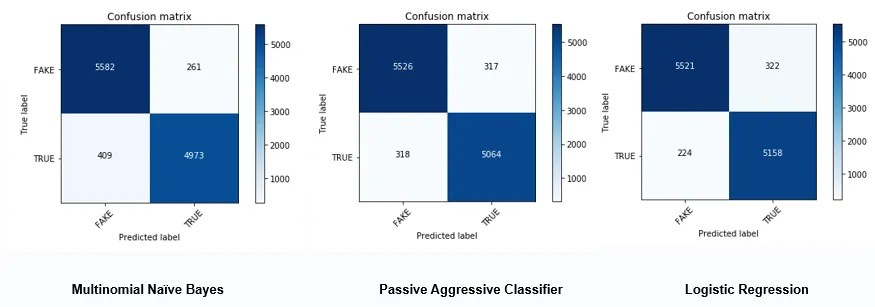 Confusion matrix
FAKE
TRUE
True label
5582
261
409
4973
5000
4000
3000
2000
1000
FAKE
TRUE
Predicted label
Multinomial Naïve Bayes
Confusion matrix
FAKE
TRUE
True label
5526
317
318
5064
5000
4000
3000
2000
1000
FAKE
TRUE
Predicted label
Passive Aggressive Classifier
Confusion matrix
FAKE
TRUE
True label
5521
322
224
5158
5000
4000
3000
2000
1000
FAKE
TRUE
Predicted label
Logistic Regression